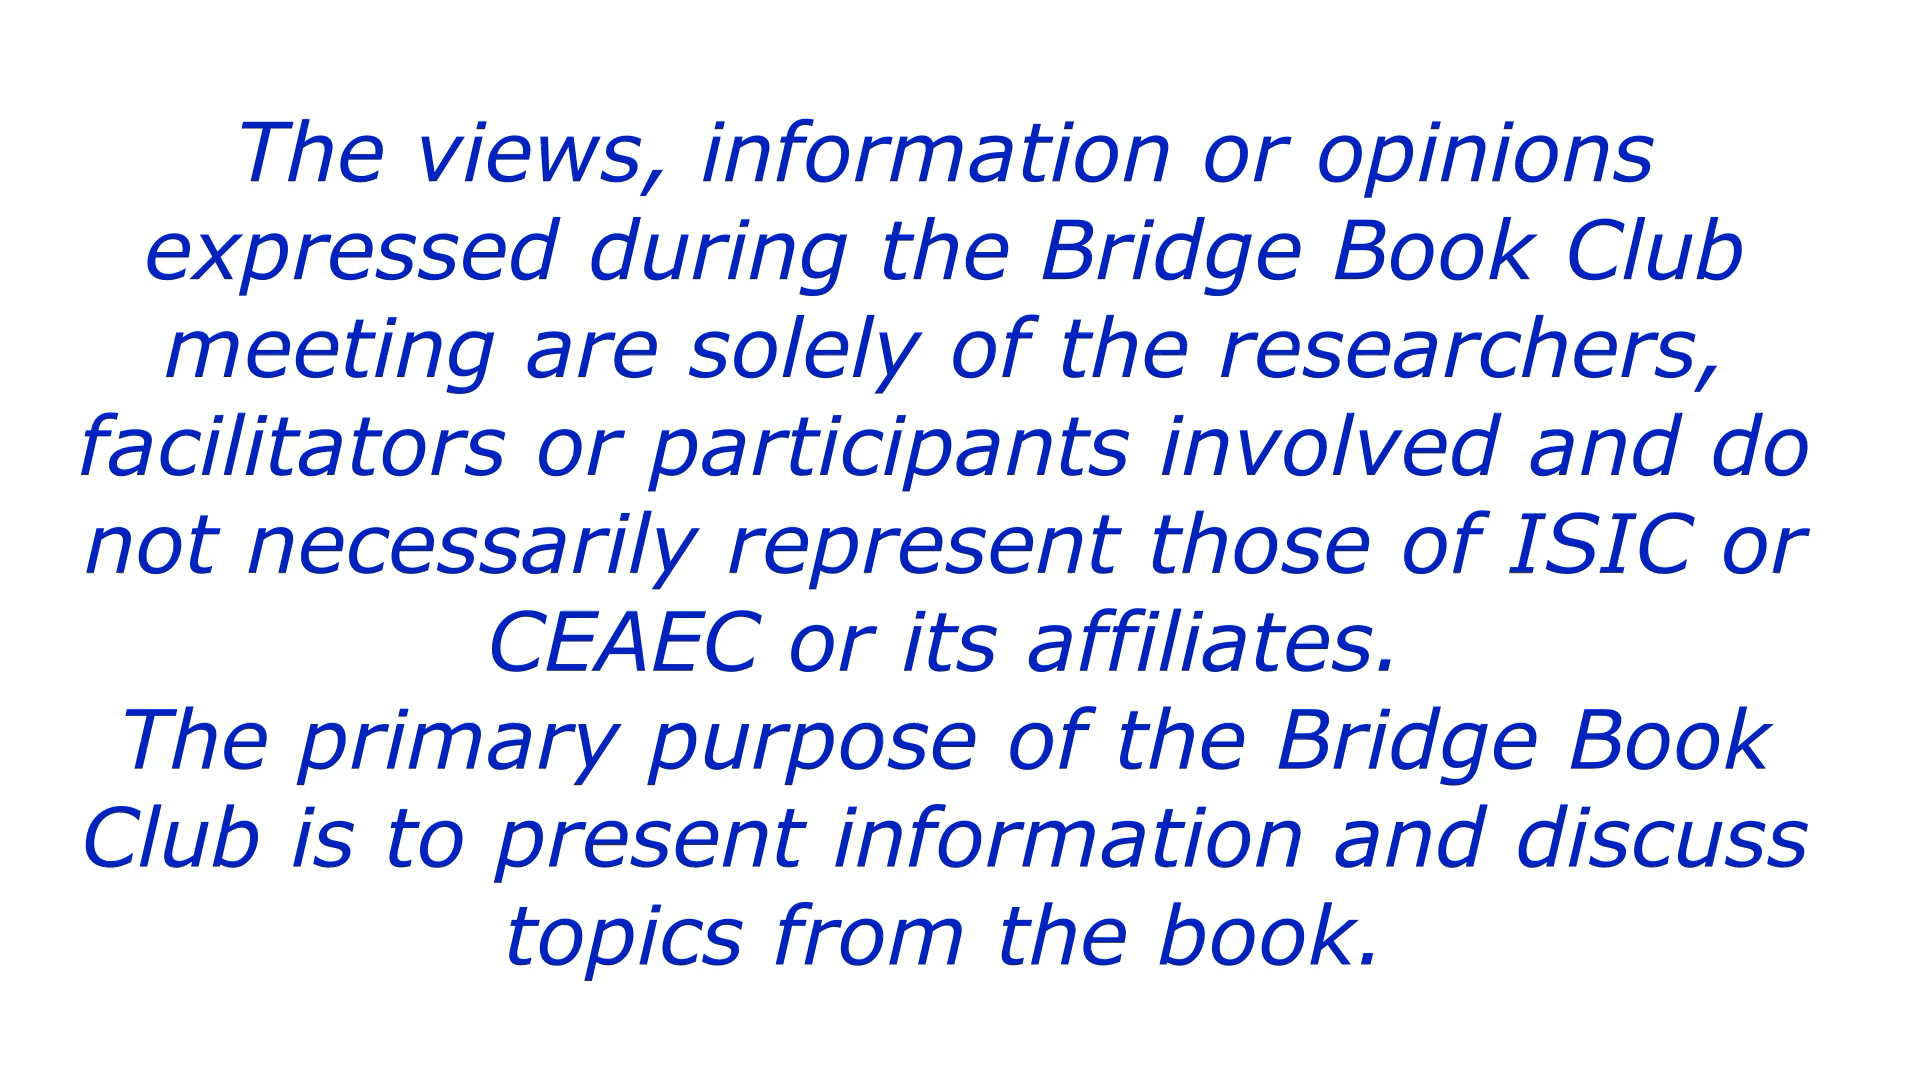 The views, information or opinions
expressed during the Bridge Book Club
meeting are solely of the researchers,
facilitators or participants involved and do
not necessarily represent those of ISIC or
CEAEC or its affiliates.
The primary purpose of the Bridge Book
Club is to present information and discuss
topics from the book.